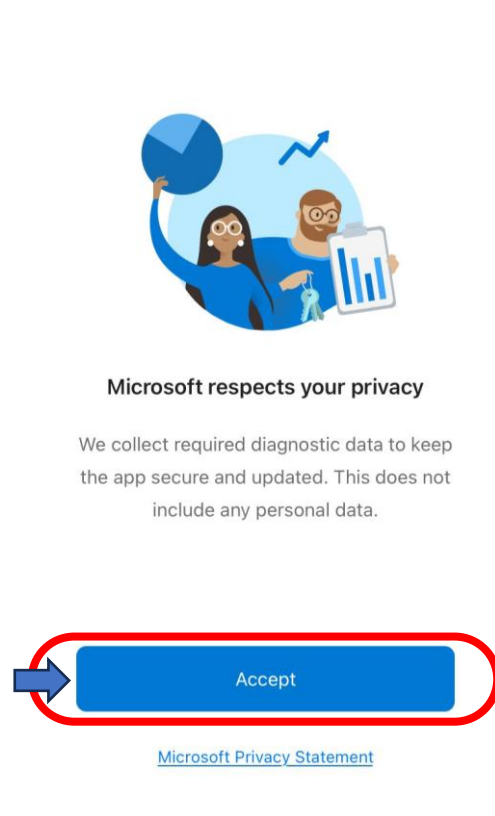 Microsoft respects your privacy
We collect required diagnostic data to keep
the app secure and updated. This does not
include any personal data.
Accept
Microsoft Privacy Statement